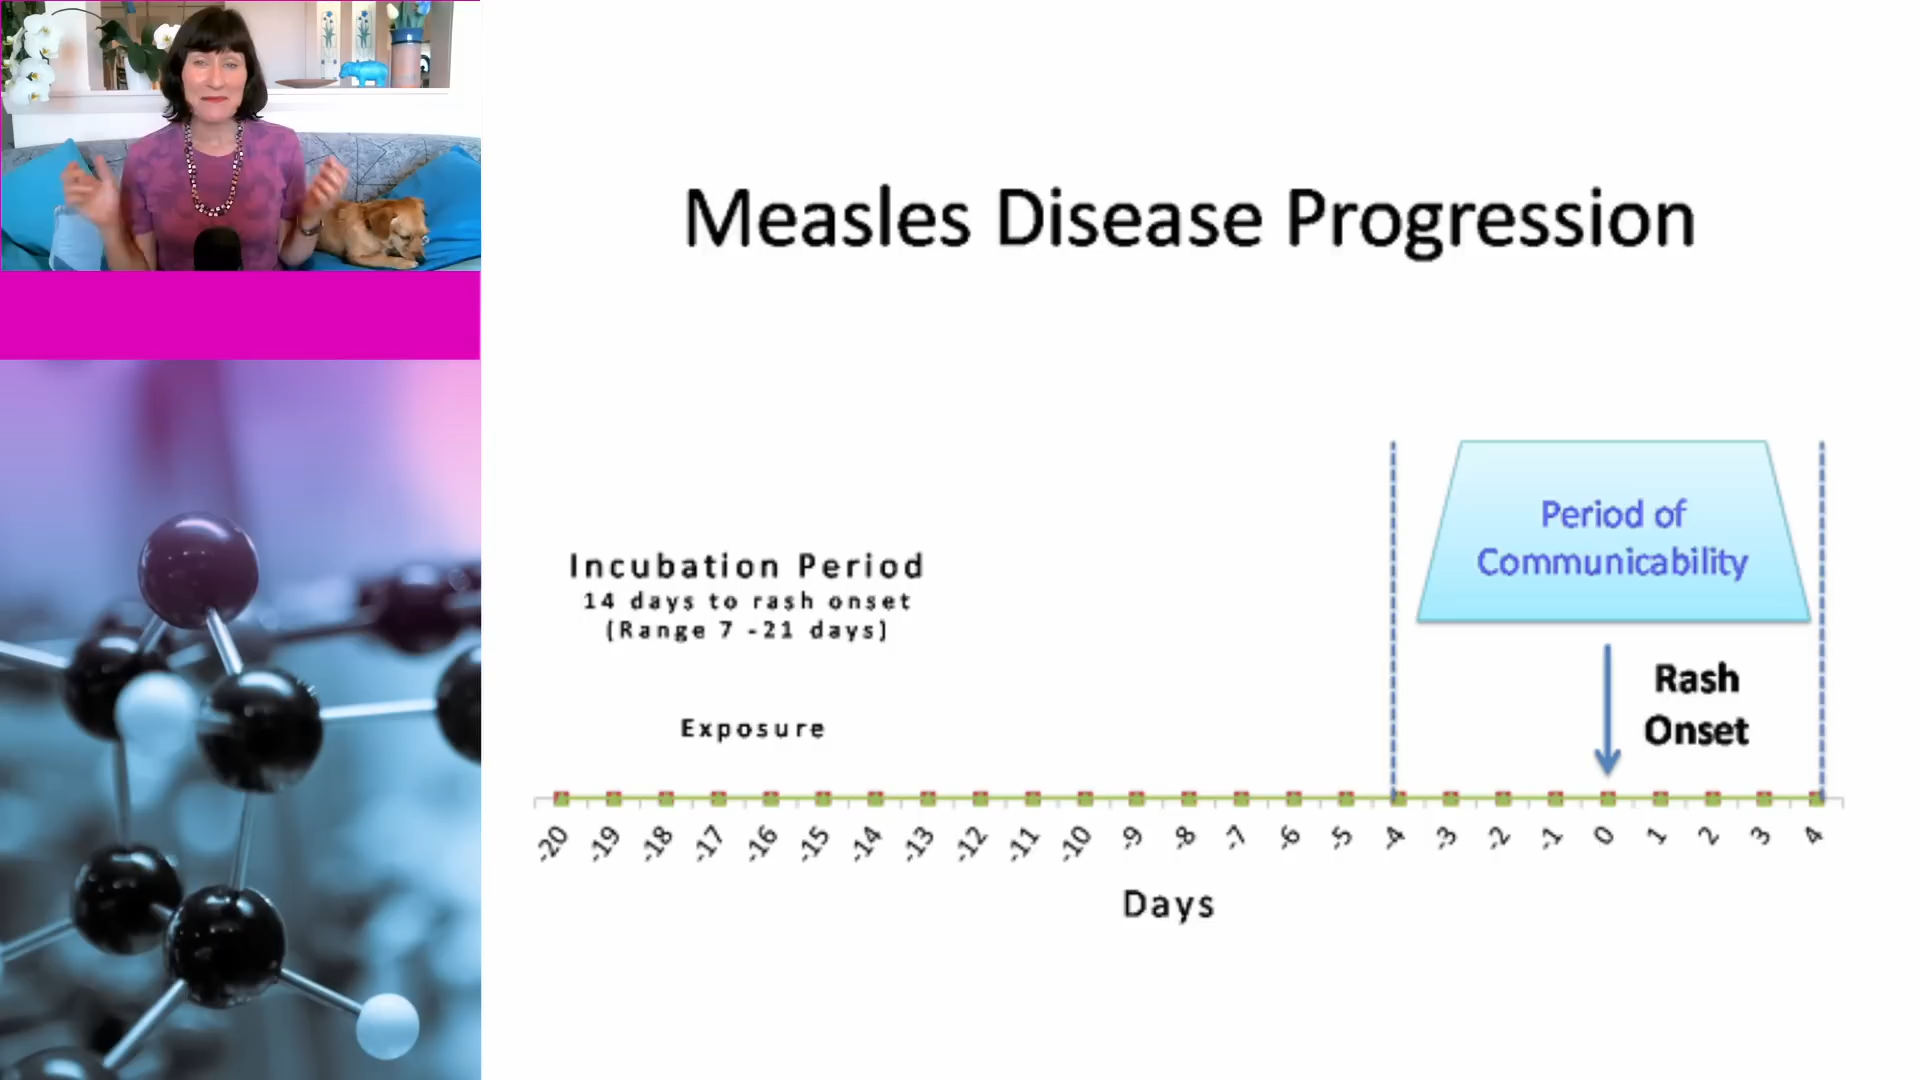 Measles Disease Progression
Period of
Communicability
Incubation Period
14 days to rash onset
(Range 7 -21 days)
Rash
Onset
Exposure
-20 -19 -18 -17 -16 -15 -14 -13 -12 -11 -10 -9 -8 -7 -6 -5 -4 -3 -2 -1 0 1 2 3 4
Days